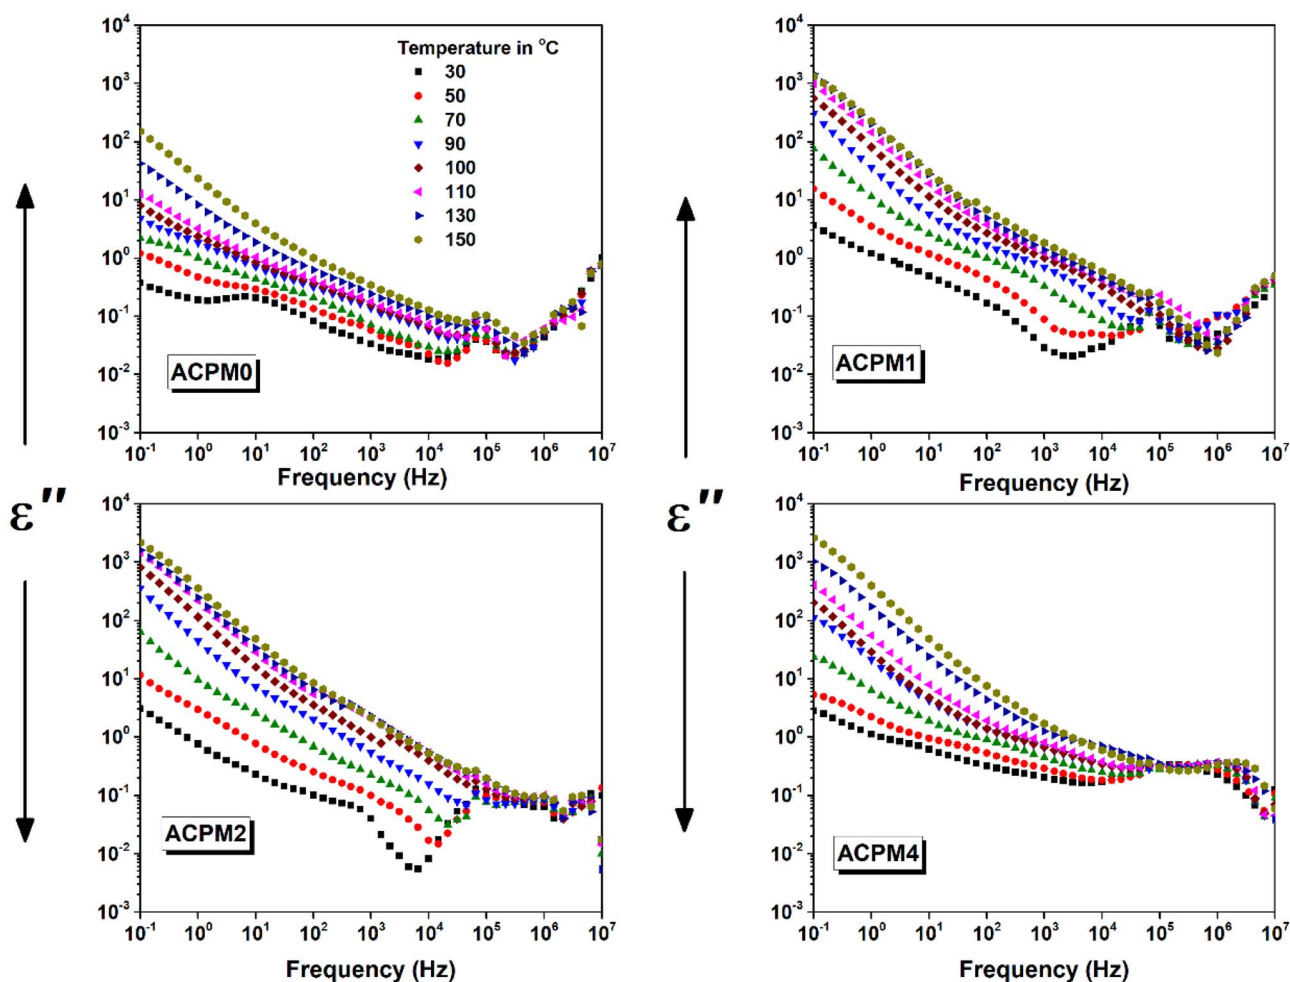 10⁴
10³
10²
10¹
10⁰
10⁻¹
10⁻²
10⁻³
Temperature in °C
30
50
70
90
100
110
130
150
ACPM0
10⁻¹ 10⁰ 10¹ 10² 10³ 10⁴ 10⁵ 10⁶ 10⁷
Frequency (Hz)
10⁴
10³
10²
10¹
10⁰
10⁻¹
10⁻²
10⁻³
ACPM1
10⁻¹ 10⁰ 10¹ 10² 10³ 10⁴ 10⁵ 10⁶ 10⁷
Frequency (Hz)
ε″
ε″
10⁴
10³
10²
10¹
10⁰
10⁻¹
10⁻²
10⁻³
ACPM2
10⁻¹ 10⁰ 10¹ 10² 10³ 10⁴ 10⁵ 10⁶ 10⁷
Frequency (Hz)
10⁴
10³
10²
10¹
10⁰
10⁻¹
10⁻²
10⁻³
ACPM4
10⁻¹ 10⁰ 10¹ 10² 10³ 10⁴ 10⁵ 10⁶ 10⁷
Frequency (Hz)